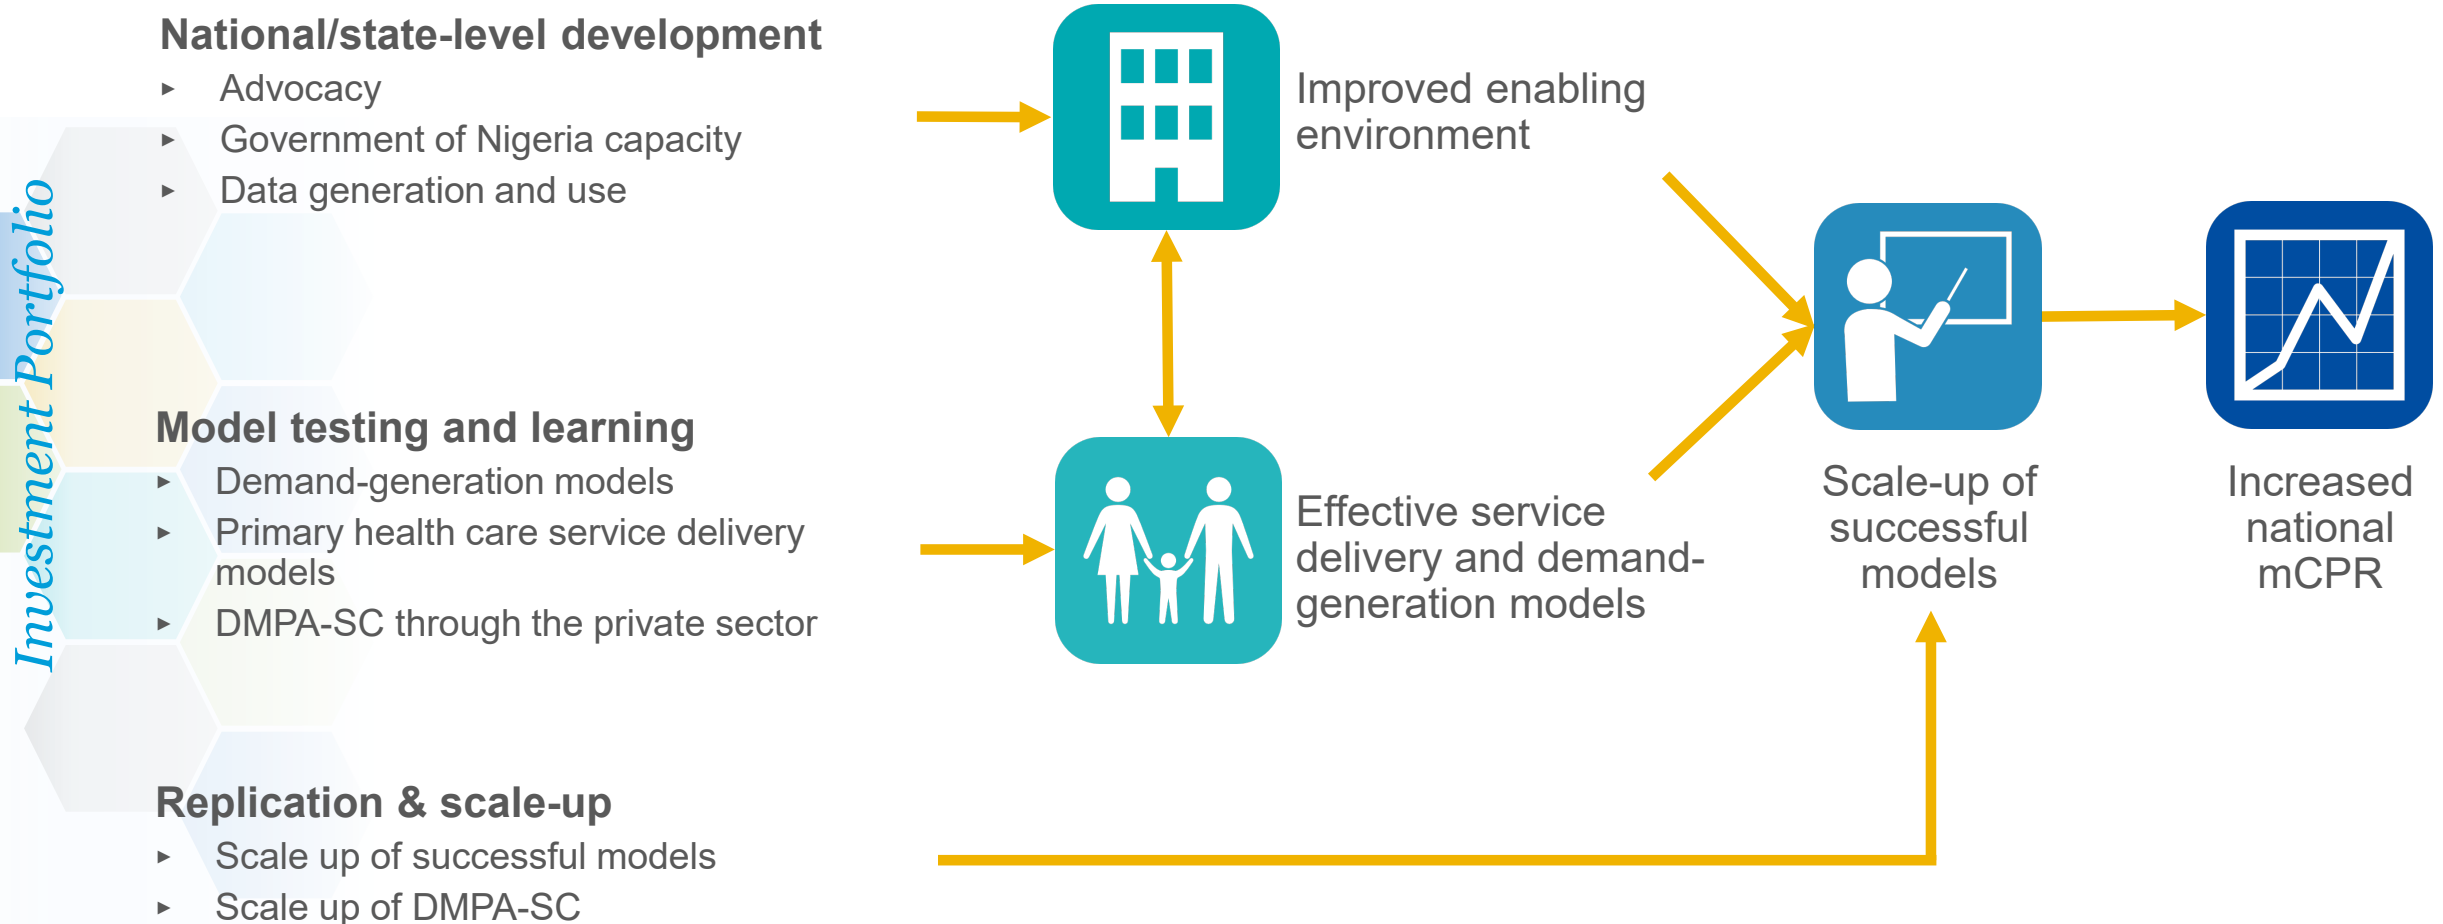 Investment Portfolio
National/state-level development
► Advocacy
► Government of Nigeria capacity
► Data generation and use
Improved enabling
environment
Model testing and learning
► Demand-generation models
► Primary health care service delivery
models
► DMPA-SC through the private sector
Effective service
delivery and demand-
generation models
Scale-up of
successful
models
Increased
national
mCPR
Replication & scale-up
► Scale up of successful models
► Scale up of DMPA-SC